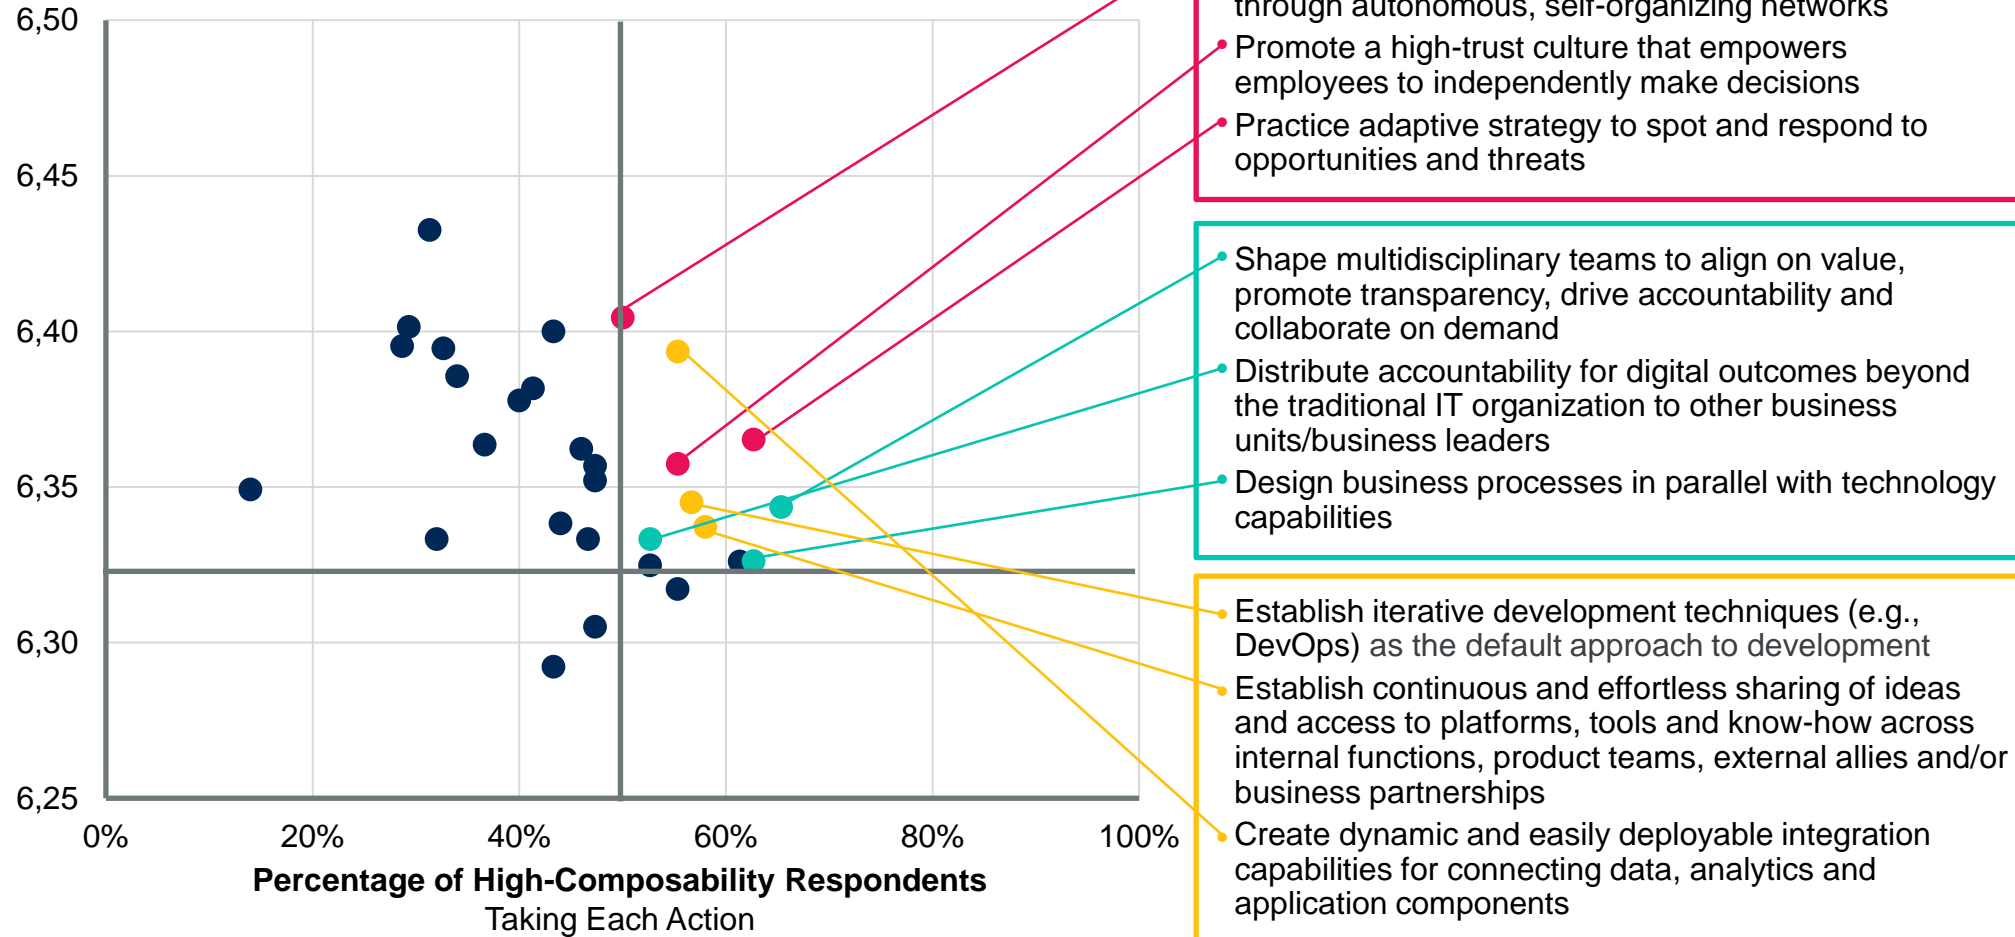 6,50
6,45
6,40
6,35
6,30
6,25
0%
20%
40%
60%
80%
100%
Percentage of High-Composability Respondents
Taking Each Action
through autonomous, self-organizing networks
Promote a high-trust culture that empowers
employees to independently make decisions
Practice adaptive strategy to spot and respond to
opportunities and threats
Shape multidisciplinary teams to align on value,
promote transparency, drive accountability and
collaborate on demand
Distribute accountability for digital outcomes beyond
the traditional IT organization to other business
units/business leaders
Design business processes in parallel with technology
capabilities
Establish iterative development techniques (e.g.,
DevOps) as the default approach to development
Establish continuous and effortless sharing of ideas
and access to platforms, tools and know-how across
internal functions, product teams, external allies and/or
business partnerships
Create dynamic and easily deployable integration
capabilities for connecting data, analytics and
application components